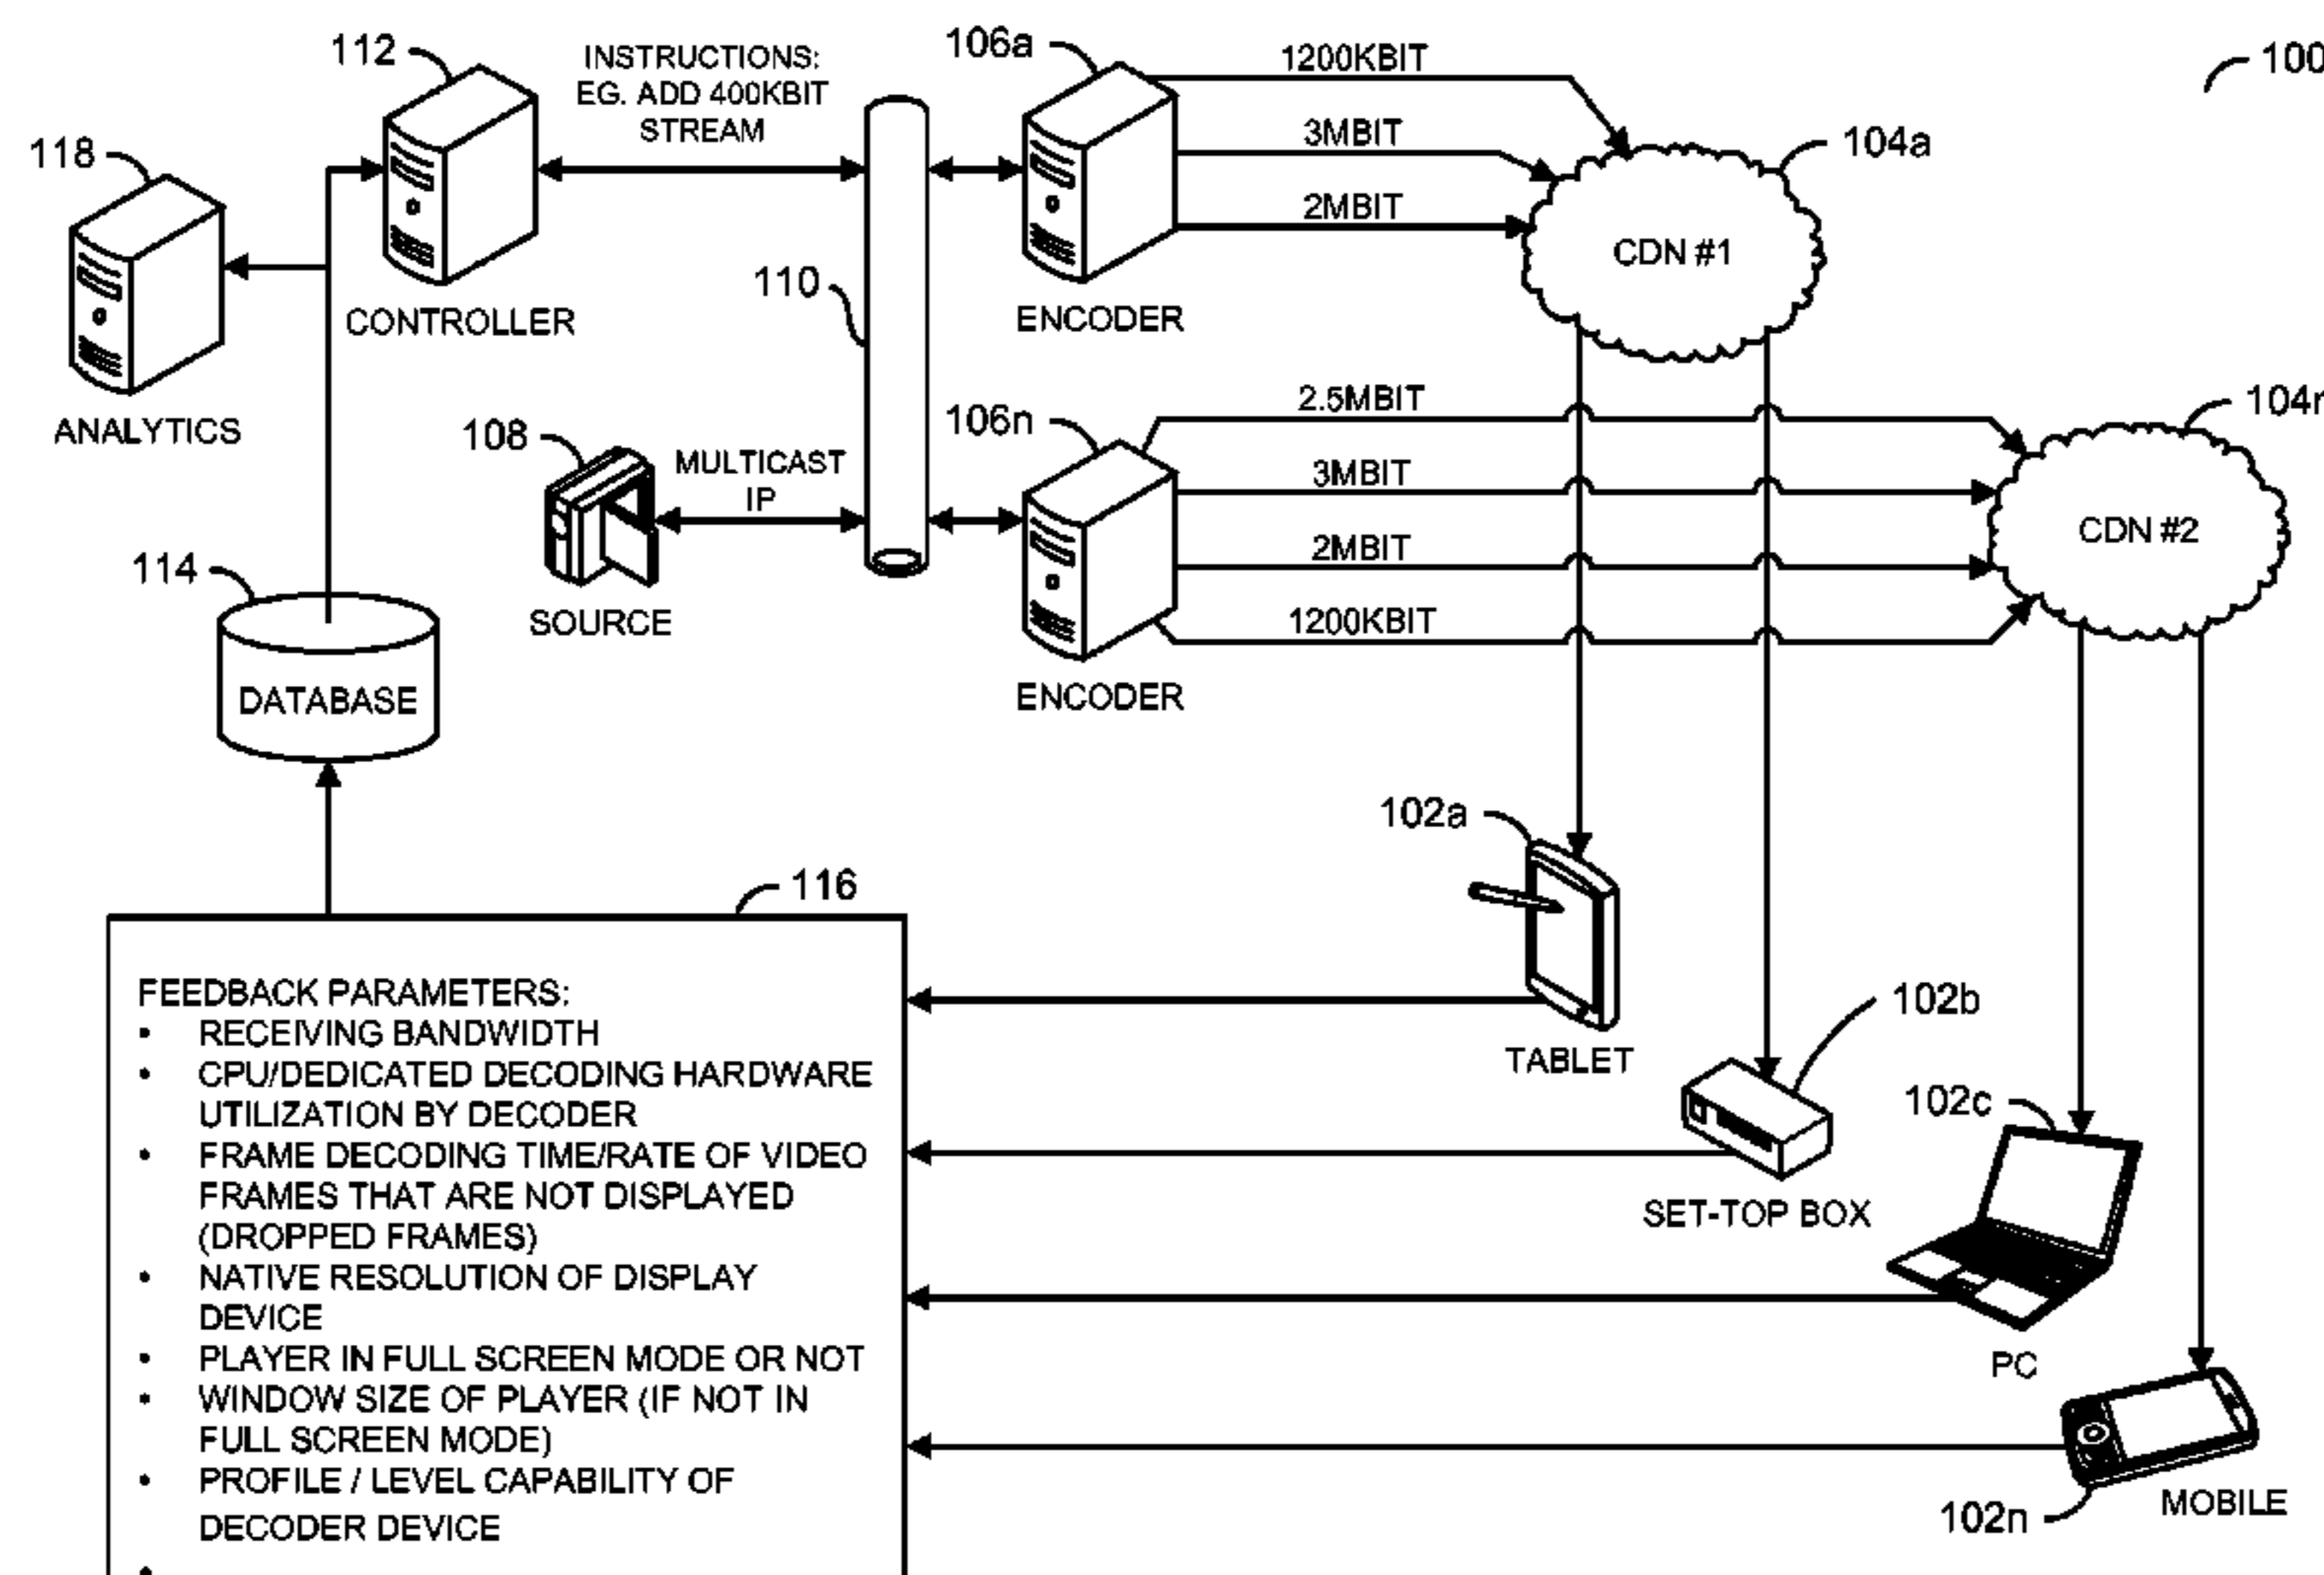 112
INSTRUCTIONS:
EG. ADD 400KBIT
STREAM
106a
1200KBIT
100
118
3MBIT
104a
2MBIT
CDN #1
110
CONTROLLER
ENCODER
ANALYTICS
108
MULTICAST
IP
106n
2.5MBIT
3MBIT
2MBIT
1200KBIT
CDN #2
114
SOURCE
DATABASE
ENCODER
102a
TABLET
102b
SET-TOP BOX
102c
PC
102n
MOBILE
116
FEEDBACK PARAMETERS:
• RECEIVING BANDWIDTH
• CPU/DEDICATED DECODING HARDWARE
UTILIZATION BY DECODER
• FRAME DECODING TIME/RATE OF VIDEO
FRAMES THAT ARE NOT DISPLAYED
(DROPPED FRAMES)
• NATIVE RESOLUTION OF DISPLAY
DEVICE
• PLAYER IN FULL SCREEN MODE OR NOT
• WINDOW SIZE OF PLAYER (IF NOT IN
FULL SCREEN MODE)
• PROFILE / LEVEL CAPABILITY OF
DECODER DEVICE